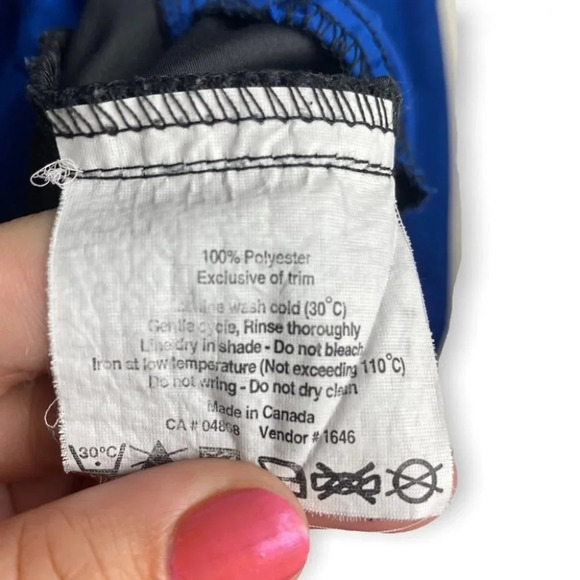 100% Polyester
Exclusive of trim
wash cold (30°C)
Gentle cycle, Rinse thoroughly
Line dry in shade - Do not bleach
Iron at low temperature (Not exceeding 110°C)
Do not wring - Do not dry clean
Made in Canada
CA # Vendor # 1646
30°C